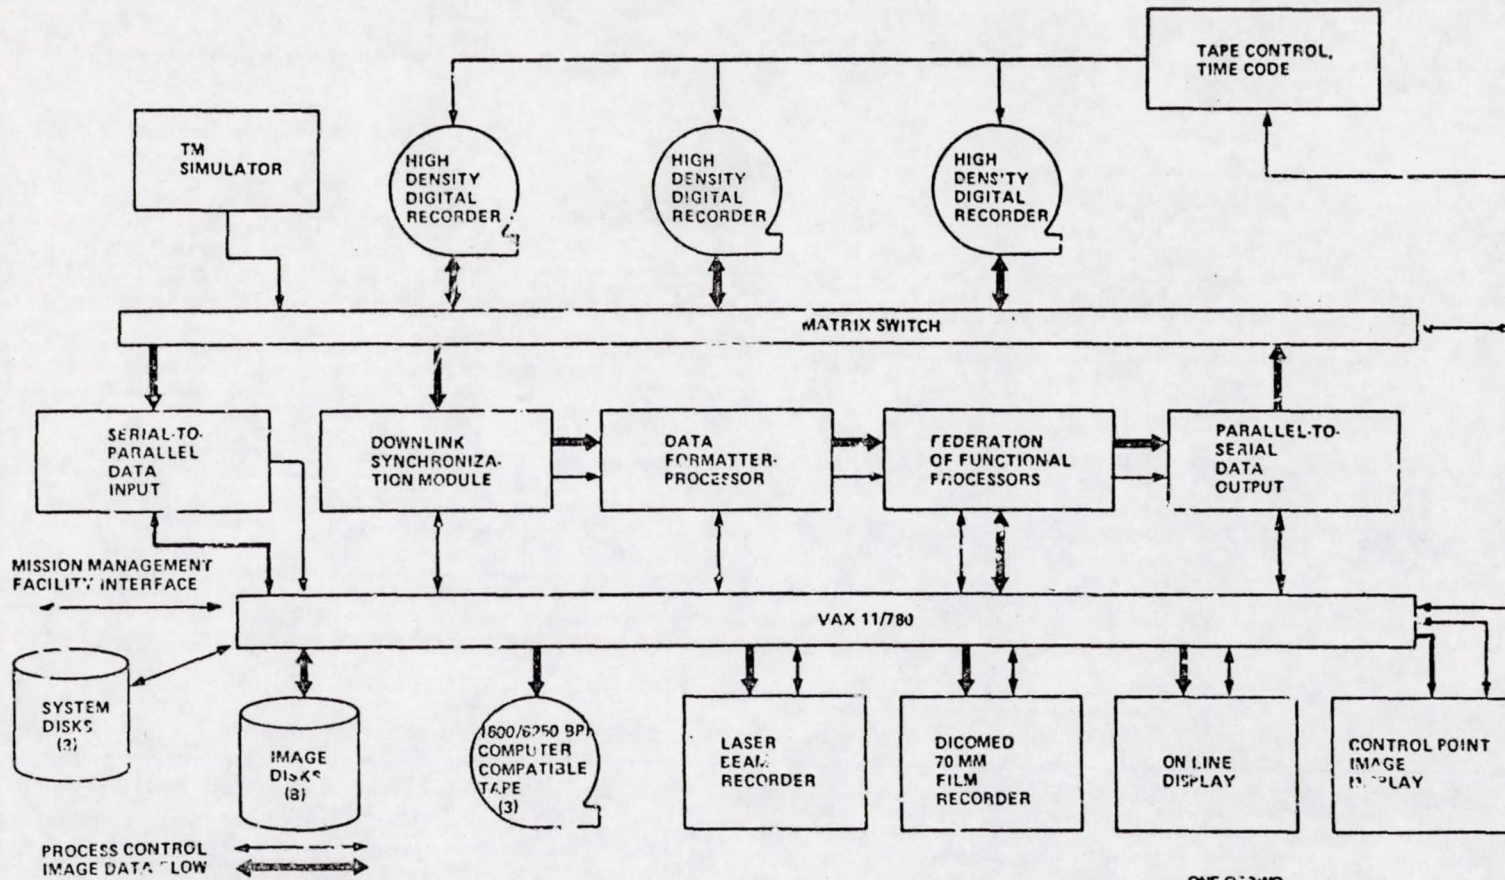 TAPE CONTROL,
TIME CODE
TM
SIMULATOR
HIGH
DENSITY
DIGITAL
RECORDER
HIGH
DENSITY
DIGITAL
RECORDER
HIGH
DENSITY
DIGITAL
RECORDER
MATRIX SWITCH
SERIAL-TO-
PARALLEL
DATA
INPUT
DOWNLINK
SYNCHRONIZA-
TION MODULE
DATA
FORMATTER-
PROCESSOR
FEDERATION
OF FUNCTIONAL
PROCESSORS
PARALLEL-TO-
SERIAL
DATA
OUTPUT
MISSION MANAGEMENT
FACILITY INTERFACE
VAX 11/780
SYSTEM
DISKS
IMAGE
DISKS
(8)
1600/6250 BPI
COMPUTER
COMPATIBLE
TAPE
(3)
LASER
BEAM
RECORDER
DICOMED
70 MM
FILM
RECORDER
ON LINE
DISPLAY
CONTROL POINT
IMAGE
DISPLAY
PROCESS CONTROL
IMAGE DATA FLOW